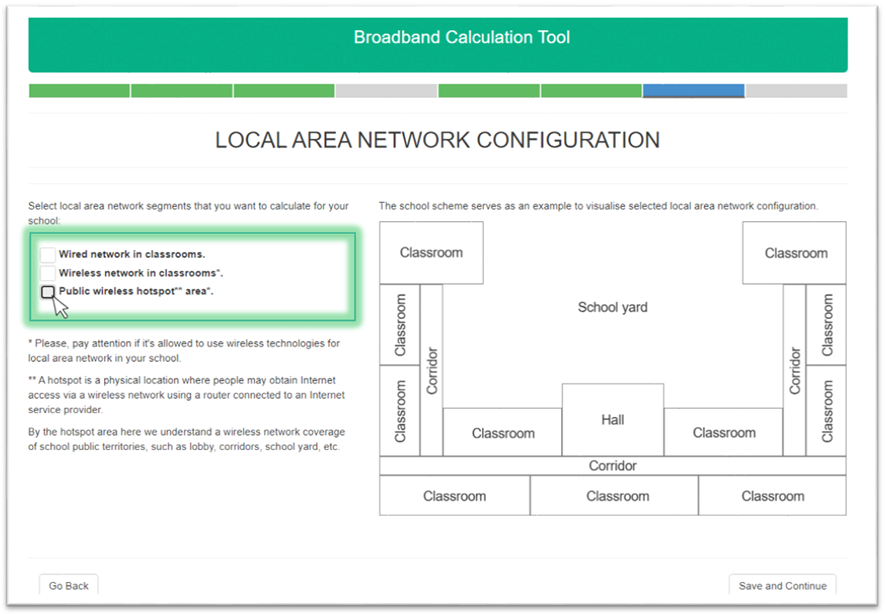 Broadband Calculation Tool
LOCAL AREA NETWORK CONFIGURATION
Select local area network segments that you want to calculate for your
school:
Wired network in classrooms.
Wireless network in classrooms*.
Public wireless hotspot** area*.
* Please, pay attention if it's allowed to use wireless technologies for
local area network in your school.
** A hotspot is a physical location where people may obtain Internet
access via a wireless network using a router connected to an Internet
service provider.
By the hotspot area here we understand a wireless network coverage
of school public territories, such as lobby, corridors, school yard, etc.
The school scheme serves as an example to visualise selected local area network configuration.
Classroom
Classroom
School yard
Classroom
Corridor
Corridor
Classroom
Classroom
Classroom
Classroom
Hall
Classroom
Corridor
Classroom
Classroom
Classroom
Go Back
Save and Continue